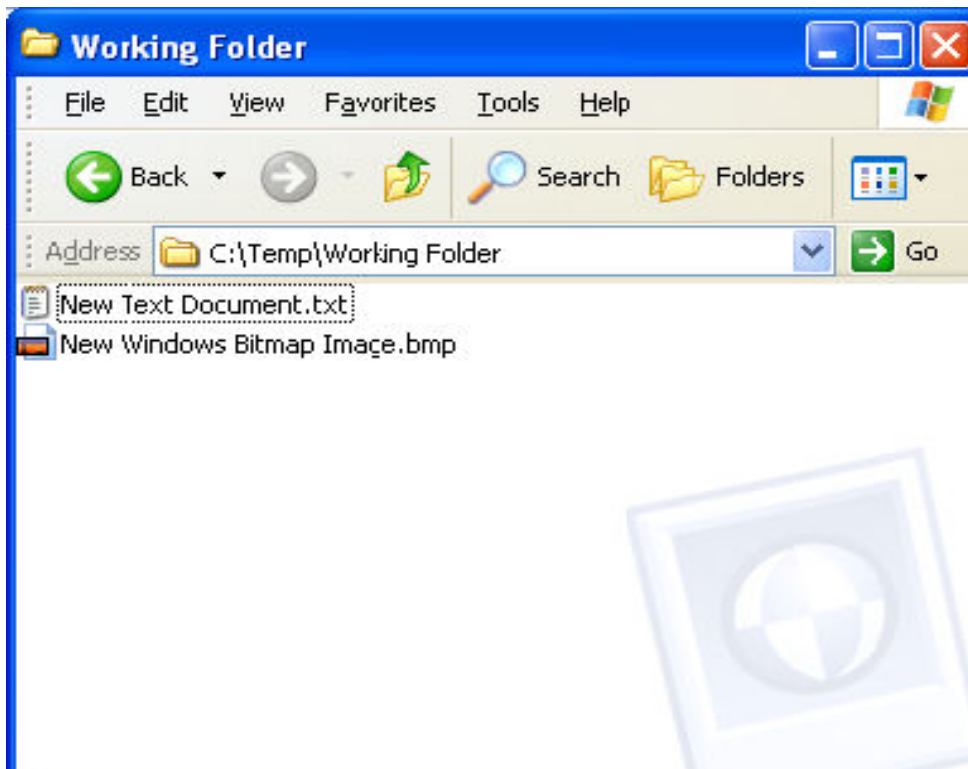 Working Folder
File Edit View Favorites Tools Help
Back Search Folders
Address C:\Temp\Working Folder Go
New Text Document.txt
New Windows Bitmap Image.bmp